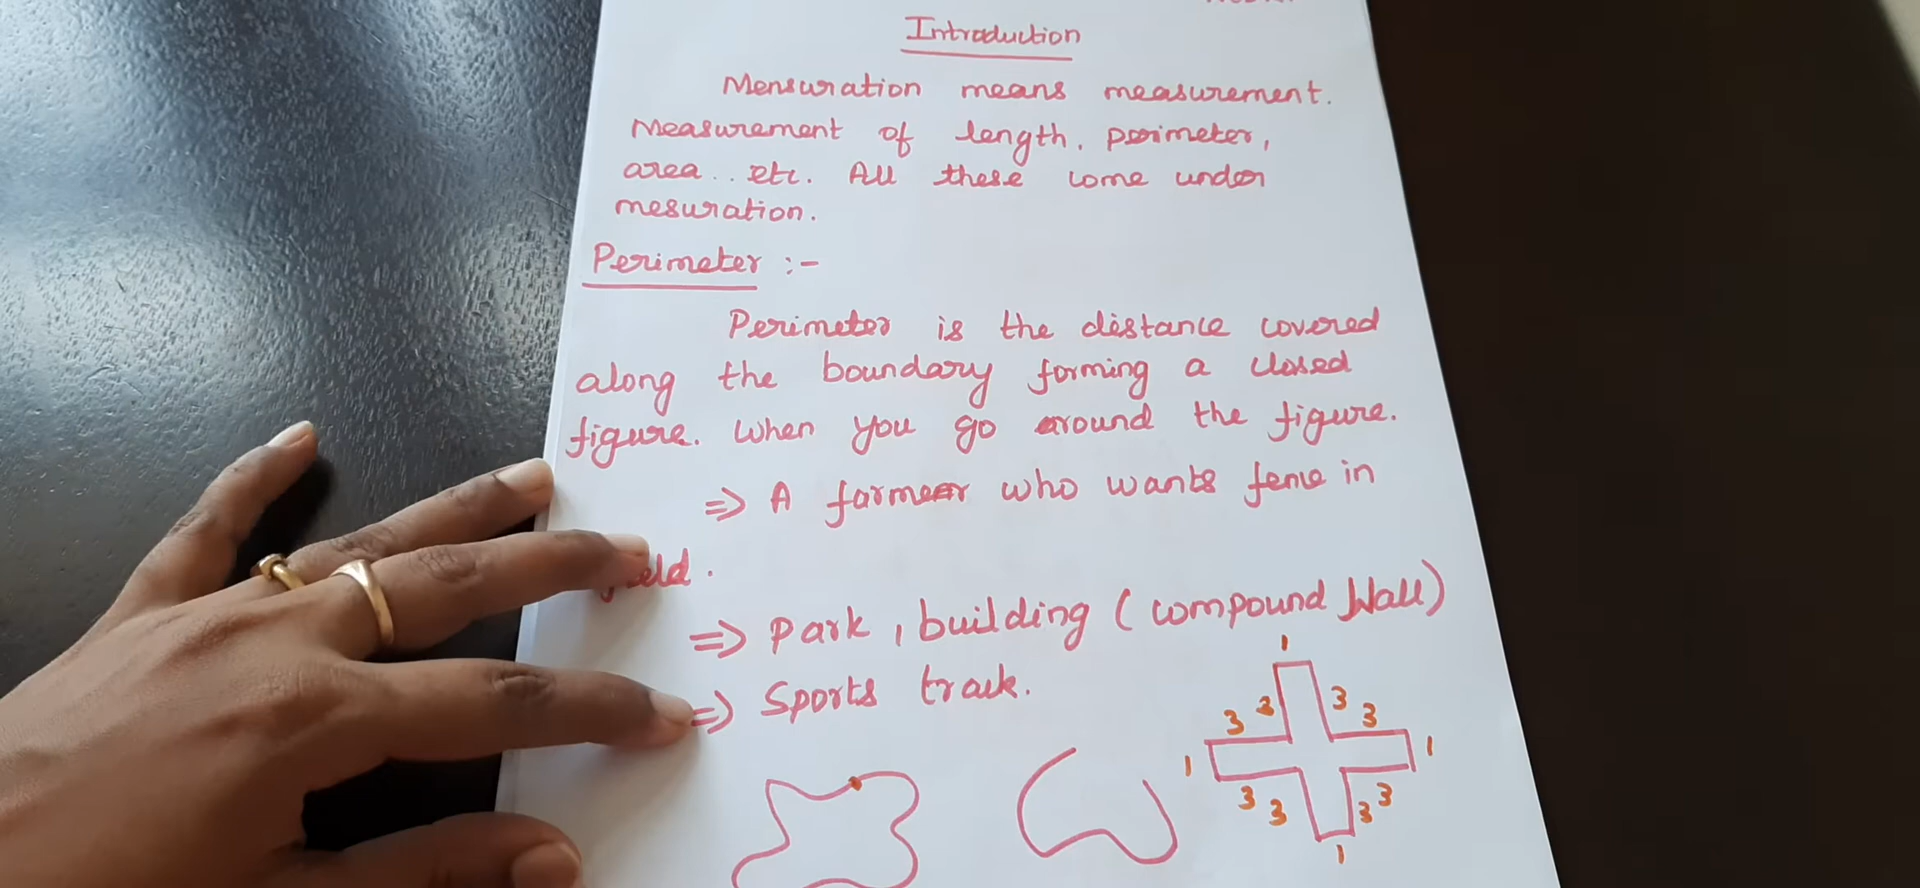 Introduction
Mensuration means measurement.
Measurement of length. perimeter,
area.. etc. All these come under
mesuration.
Perimeter :-
Perimeter is the distance covered
along the boundary forming a closed
figure. When you go around the figure.
=> A farmer who wants fence in
field.
=> Park, building (compound Wall)
=> Sports track.
1
3 3 3 3
1 1
3 3 3 3
1